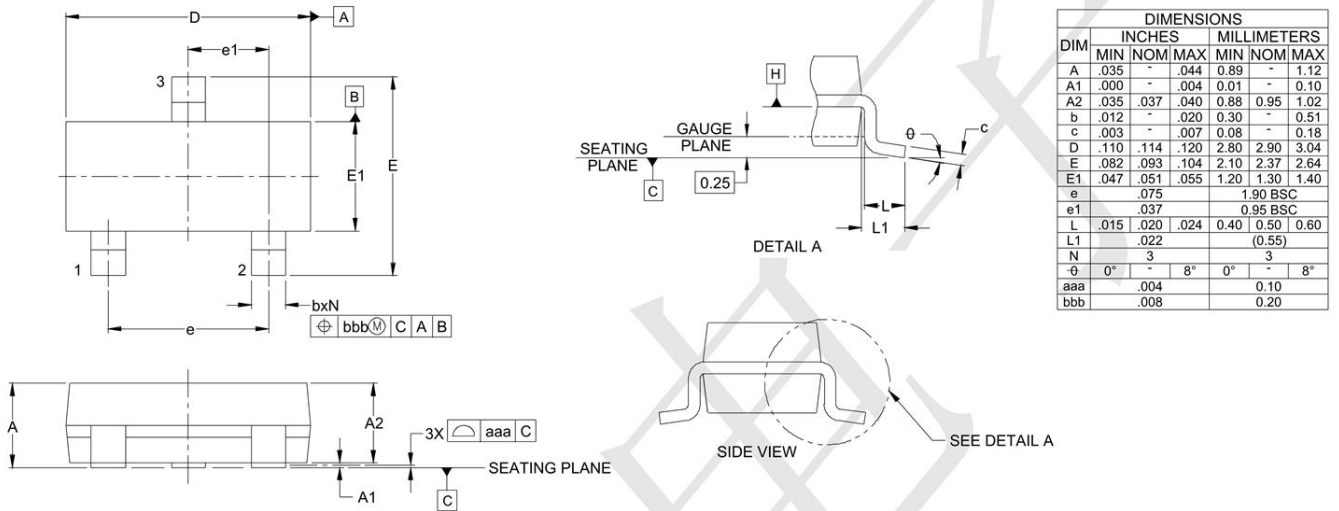 D
A
e1
3
B
E1
E
1
2
bxN
e
⌖ bbbⓂ C A B
A
A2
3X ⌓ aaa C
SEATING PLANE
A1
C
H
GAUGE
PLANE
SEATING
PLANE
C
0.25
θ
c
L
L1
DETAIL A
SIDE VIEW
SEE DETAIL A
DIMENSIONS
DIM INCHES MILLIMETERS
MIN NOM MAX MIN NOM MAX
A .035 - .044 0.89 - 1.12
A1 .000 - .004 0.01 - 0.10
A2 .035 .037 .040 0.88 0.95 1.02
b .012 - .020 0.30 - 0.51
c .003 - .007 0.08 - 0.18
D .110 .114 .120 2.80 2.90 3.04
E .082 .093 .104 2.10 2.37 2.64
E1 .047 .051 .055 1.20 1.30 1.40
e .075 1.90 BSC
e1 .037 0.95 BSC
L .015 .020 .024 0.40 0.50 0.60
L1 .022 (0.55)
N 3 3
θ 0° - 8° 0° - 8°
aaa .004 0.10
bbb .008 0.20